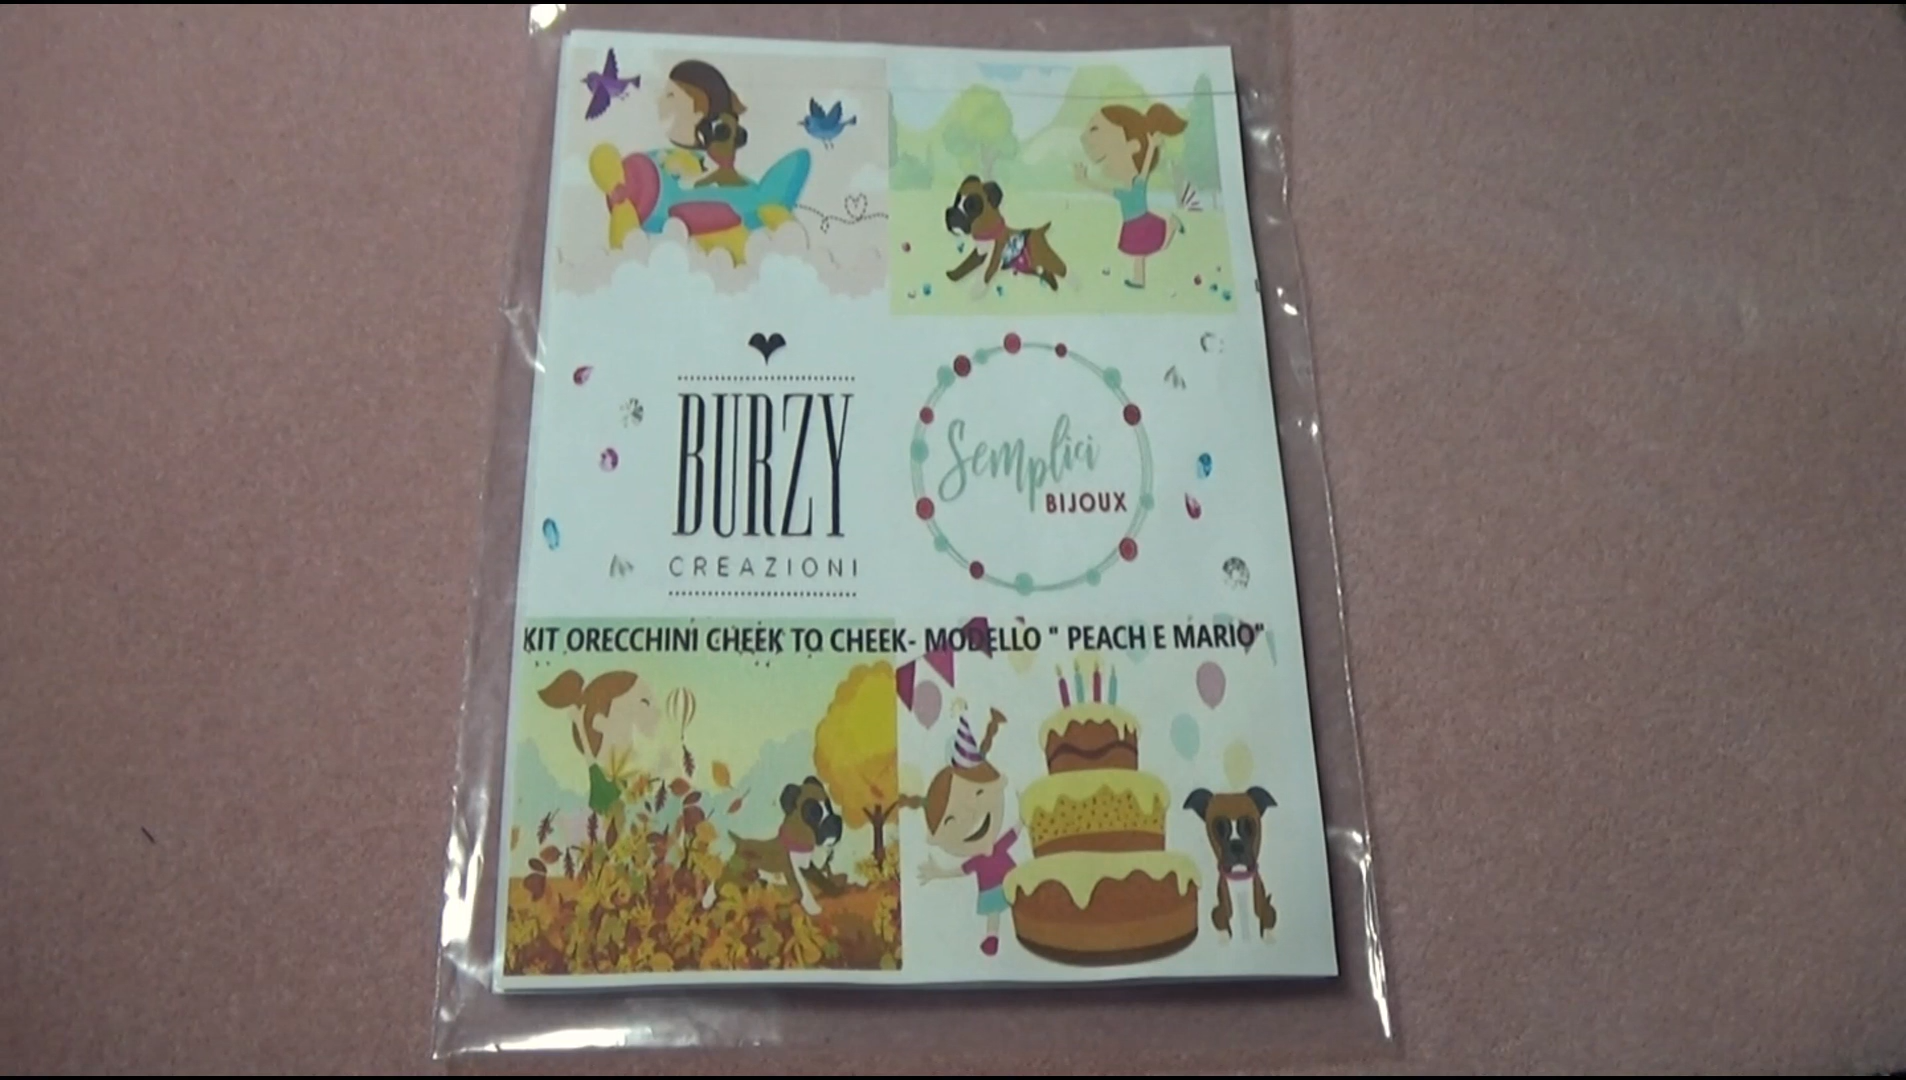 BURZY
CREAZIONI
Semplici
BIJOUX
KIT ORECCHINI CHEEK TO CHEEK- MODELLO " PEACH E MARIO"